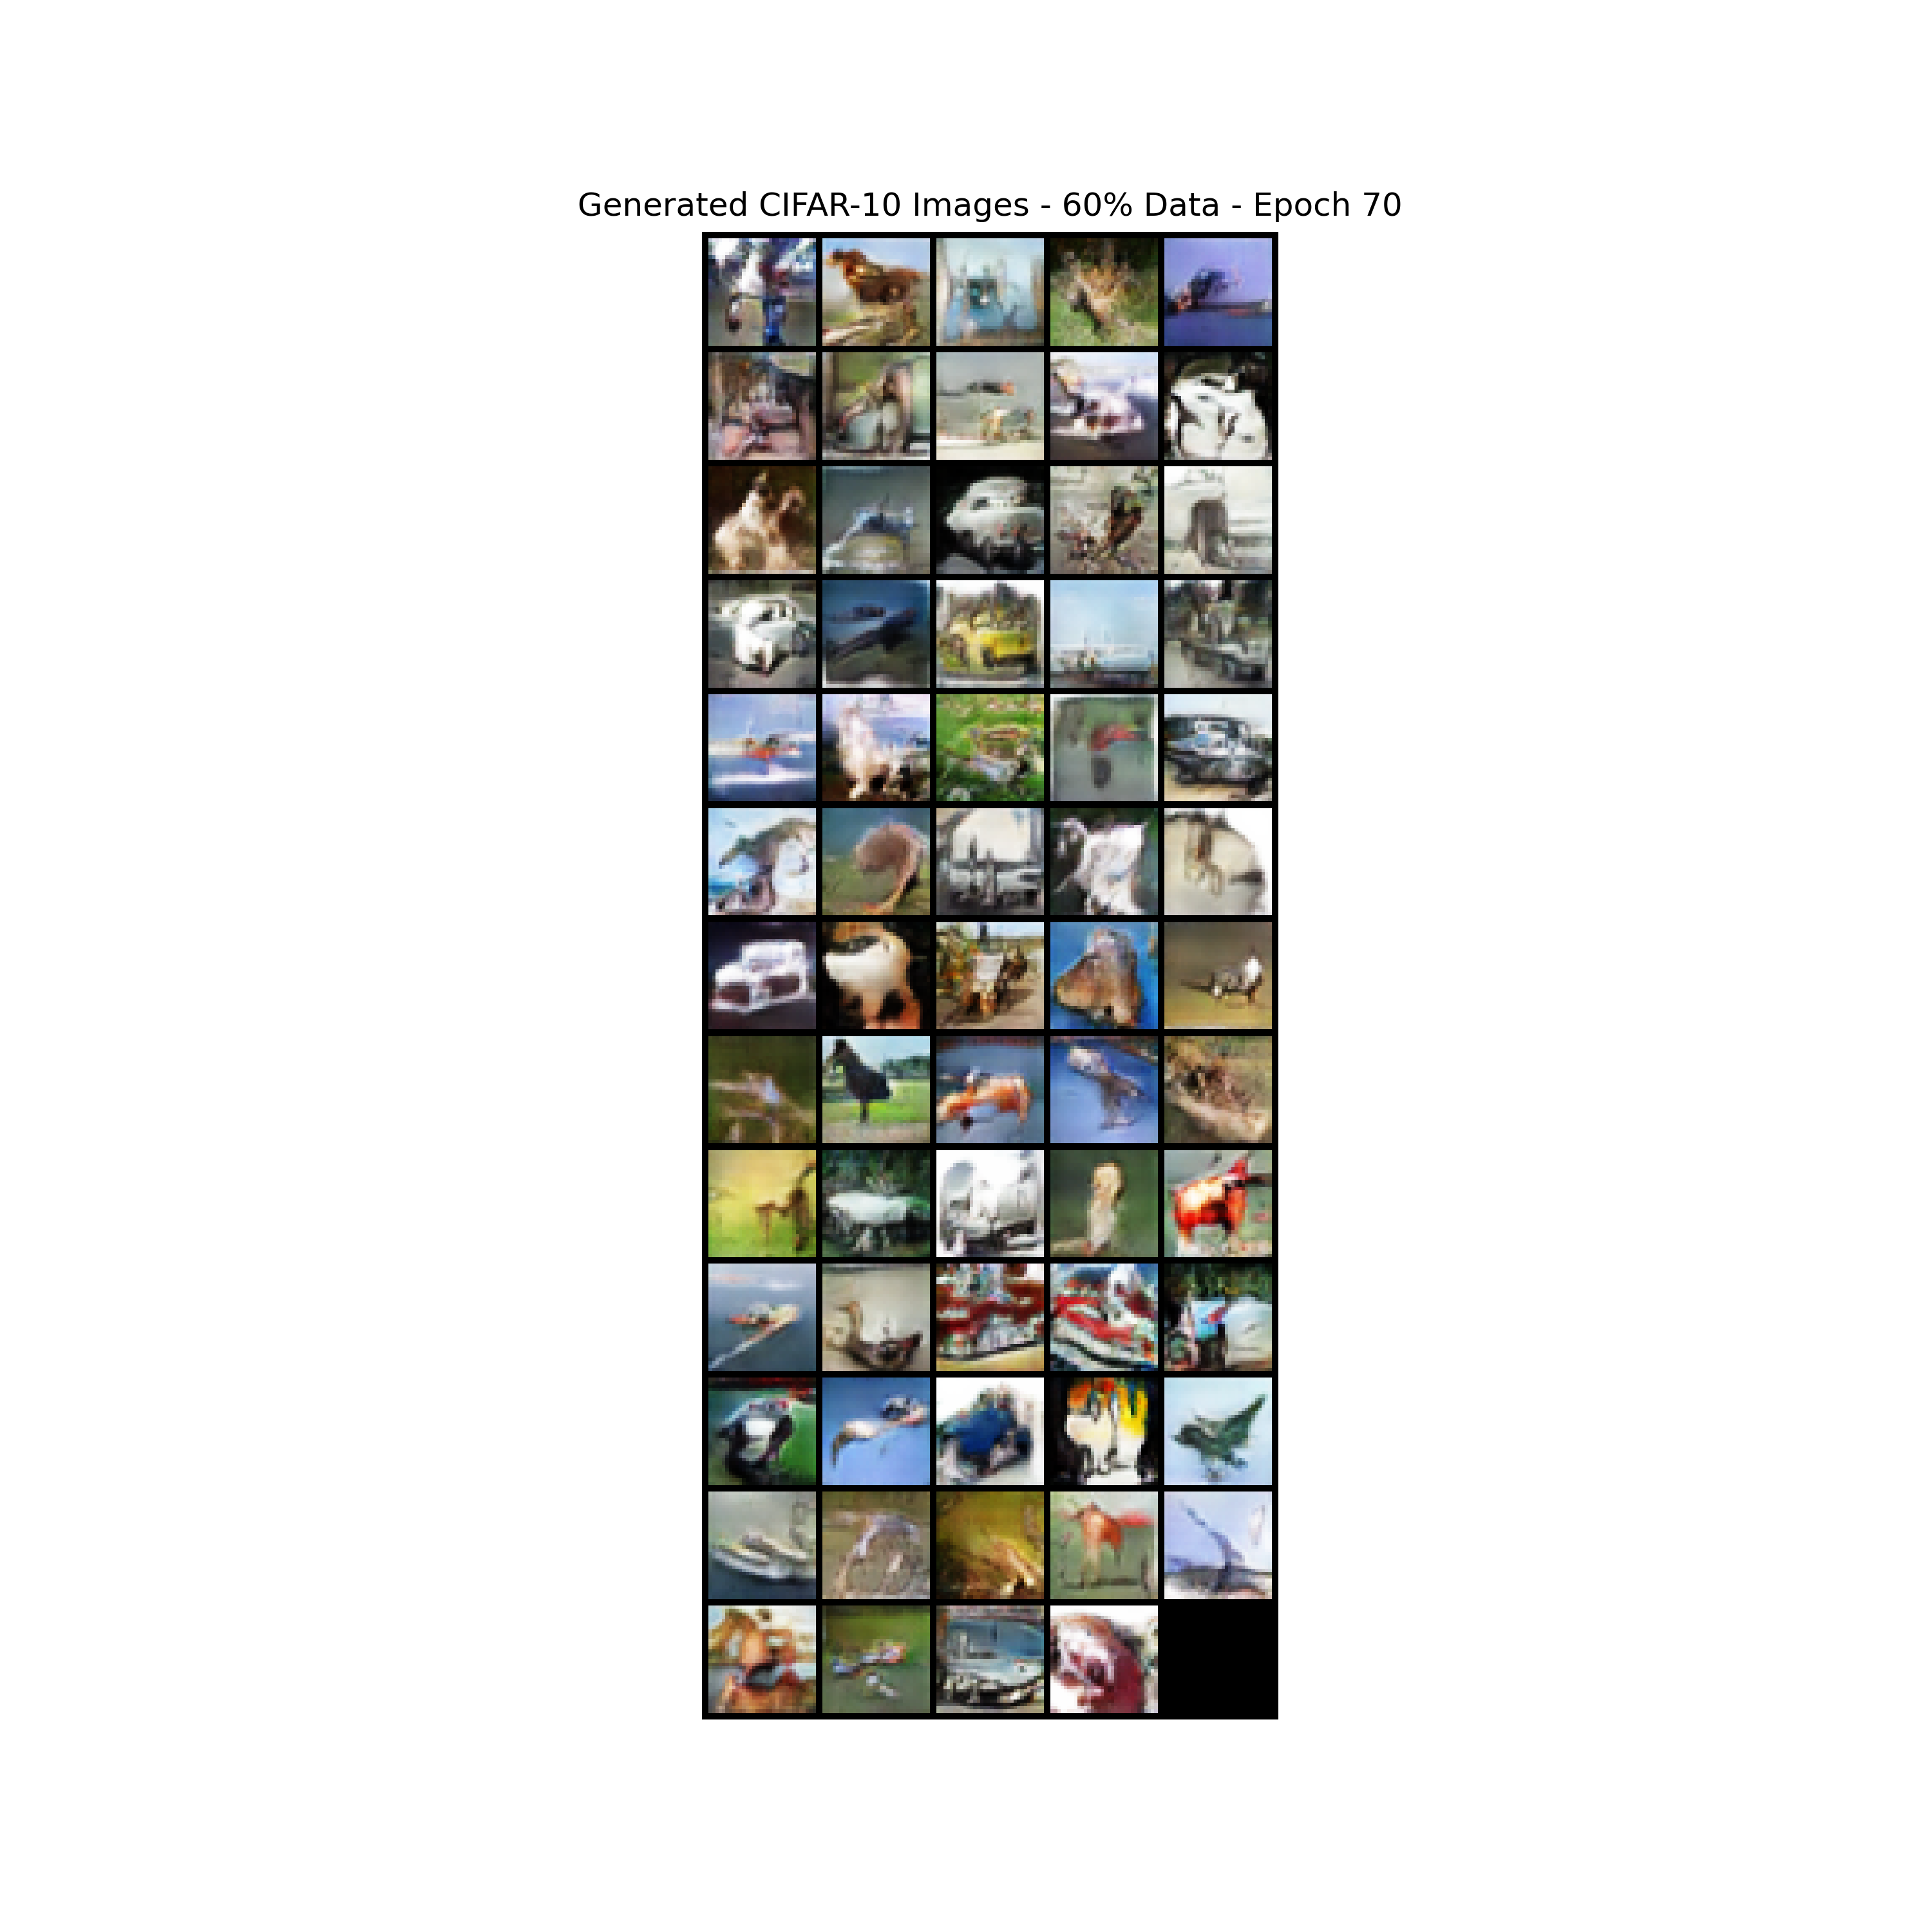 Generated CIFAR-10 Images - 60% Data - Epoch 70